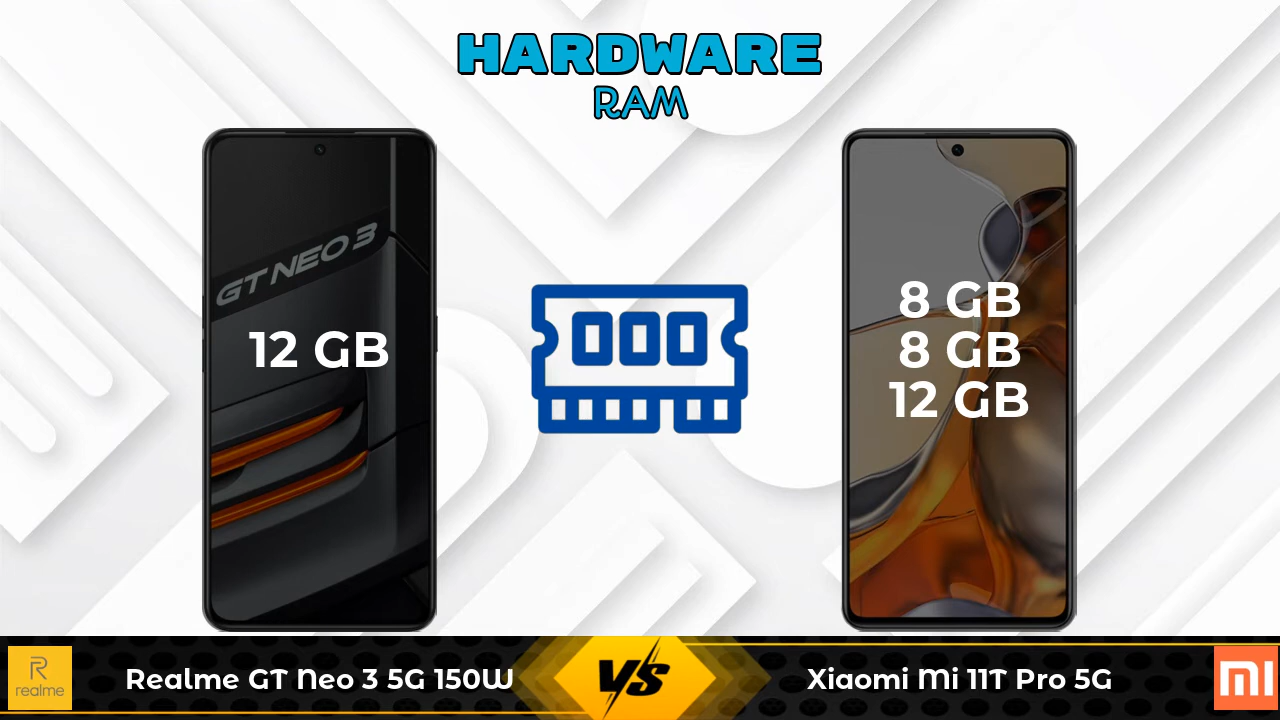 HARDWARE
RAM
GT NEO 3
12 GB
8 GB
8 GB
12 GB
realme
Realme GT Neo 3 5G 150W
VS
Xiaomi Mi 11T Pro 5G
mi